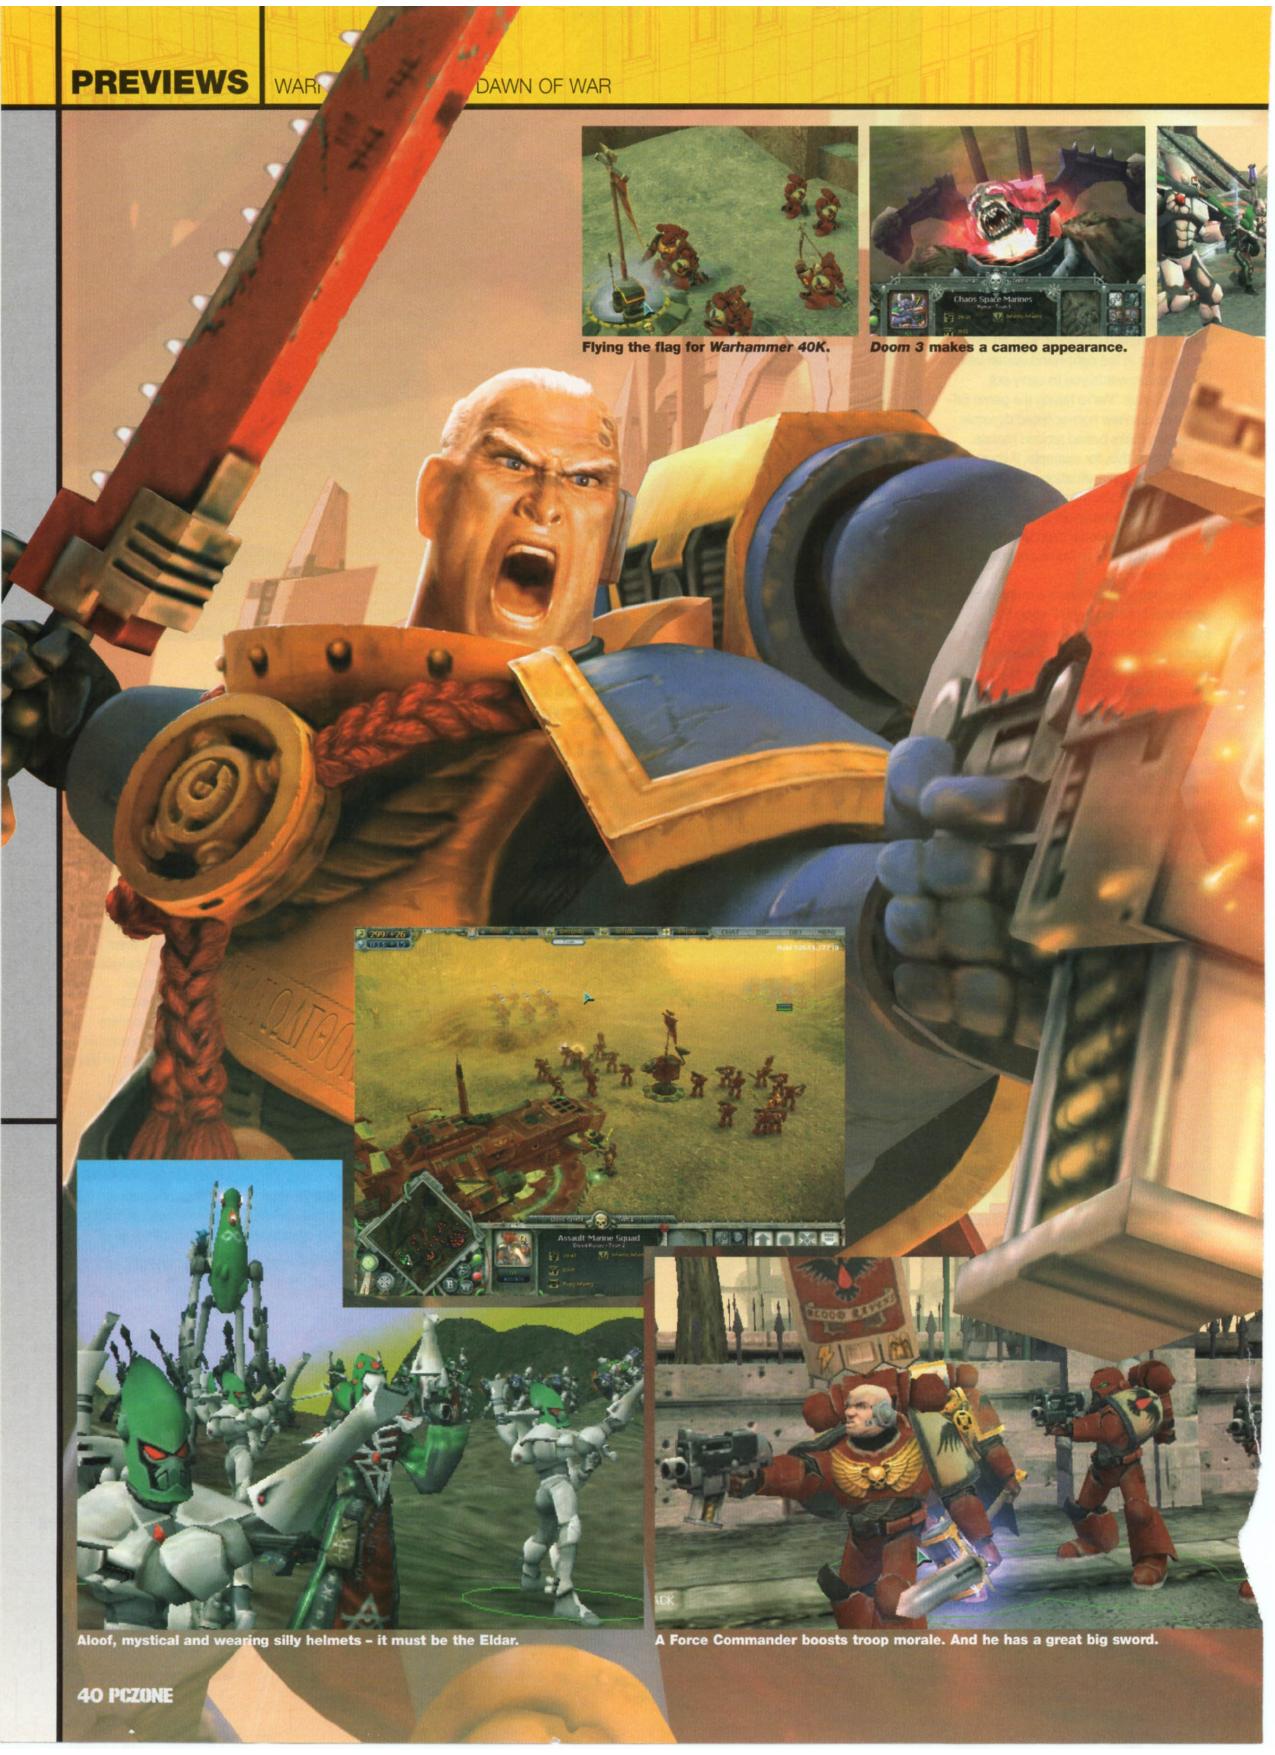 PREVIEWS
DAWN OF WAR
Flying the flag for Warhammer 40K.
Doom 3 makes a cameo appearance.
Chaos Space Marines
CHAT
MENU
Assault Marine Squad
Aloof, mystical and wearing silly helmets – it must be the Eldar.
A Force Commander boosts troop morale. And he has a great big sword.
40 PCZONE